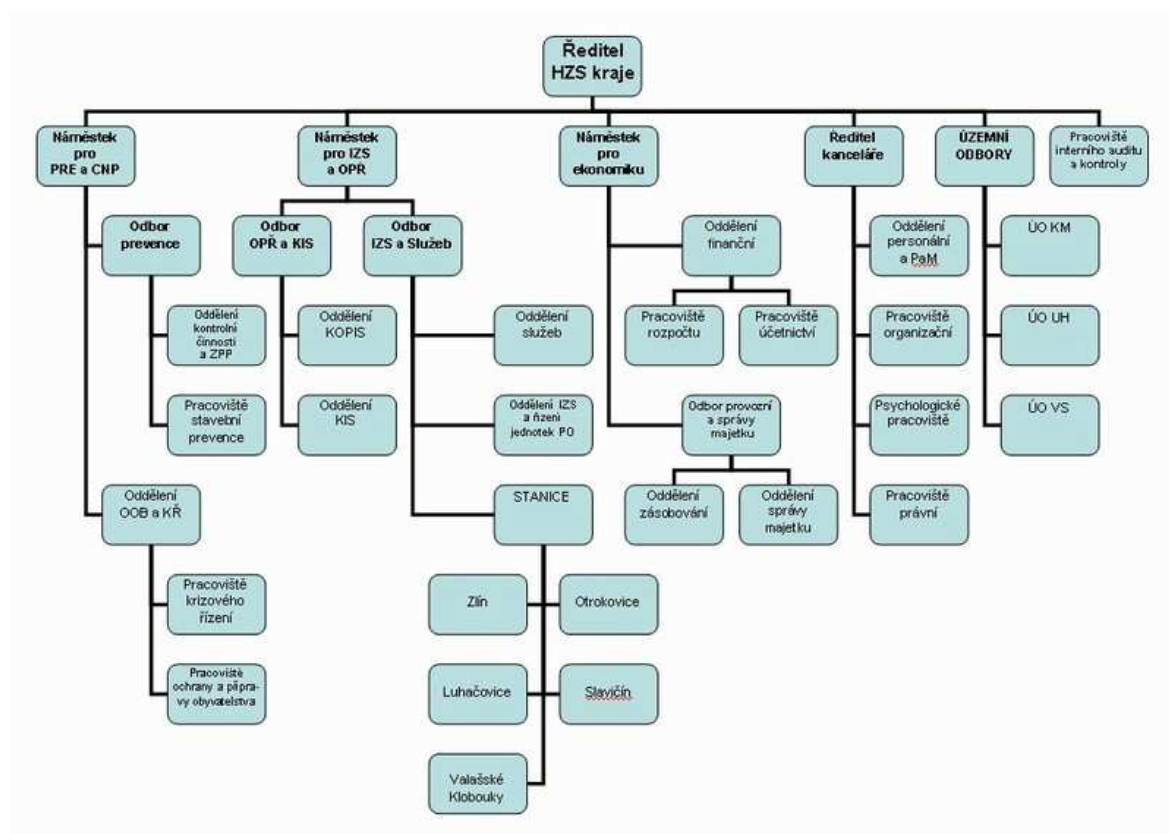 Ředitel
HZS kraje
Náměstek
pro
PRE a CNP
Náměstek
pro IZS
a OPŘ
Náměstek
pro
ekonomiku
Ředitel
kanceláře
ÚZEMNÍ
ODBORY
Pracoviště
interního auditu
a kontroly
Odbor
prevence
Odbor
OPŘ a KIS
Odbor
IZS a Služeb
Oddělení
finanční
Oddělení
personální
a PaM
ÚO KM
Oddělení
kontrolní
činnosti
a ZPP
Oddělení
KOPIS
Oddělení
služeb
Pracoviště
rozpočtu
Pracoviště
účetnictví
Pracoviště
organizační
ÚO UH
Pracoviště
stavební
prevence
Oddělení
KIS
Oddělení IZS
a řízení
jednotek PO
Odbor provozní
a správy
majetku
Psychologické
pracoviště
ÚO VS
Oddělení
OOB a KŘ
STANICE
Oddělení
zásobování
Oddělení
správy
majetku
Pracoviště
právní
Pracoviště
krizového
řízení
Zlín
Otrokovice
Pracoviště
ochrany a přípra-
vy obyvatelstva
Luhačovice
Slavičín
Valašské
Klobouky